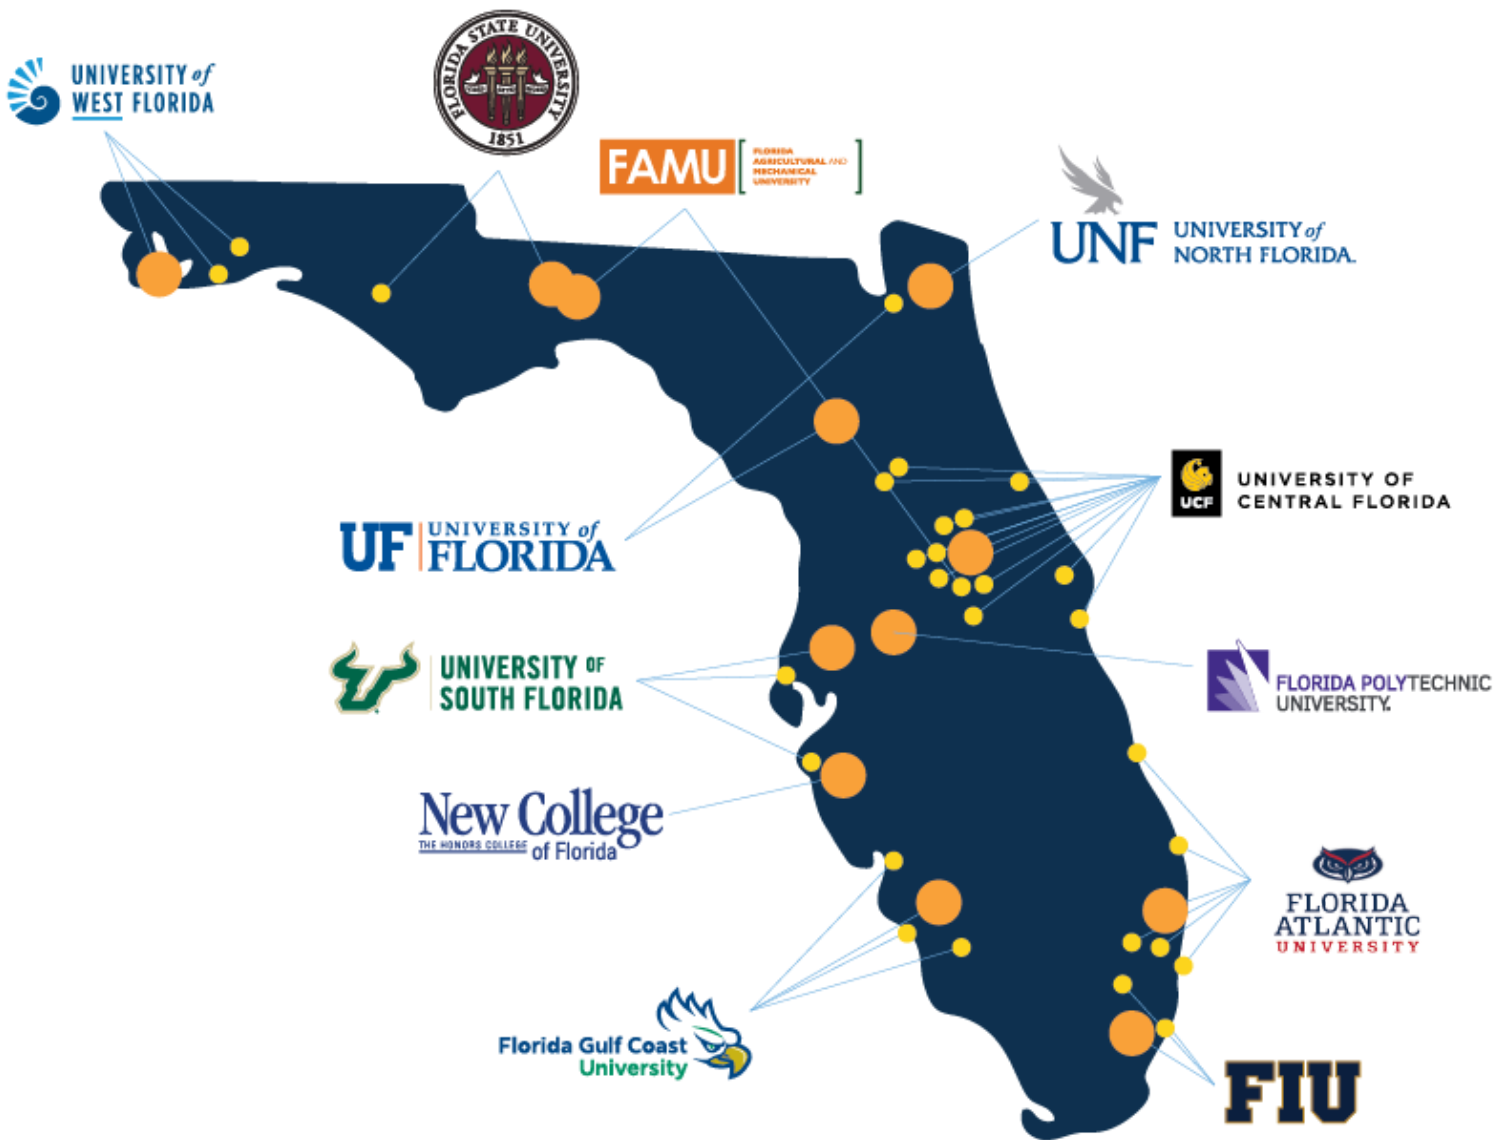 FLORIDA STATE UNIVERSITY
1851
UNIVERSITY of
WEST FLORIDA
FAMU
FLORIDA
AGRICULTURAL AND
MECHANICAL
UNIVERSITY
UNF
UNIVERSITY of
NORTH FLORIDA.
UCF
UNIVERSITY OF
CENTRAL FLORIDA
UF
UNIVERSITY of
FLORIDA
UNIVERSITY OF
SOUTH FLORIDA
FLORIDA POLYTECHNIC
UNIVERSITY.
New College
THE HONORS COLLEGE
of Florida
FLORIDA
ATLANTIC
UNIVERSITY
Florida Gulf Coast
University
FIU